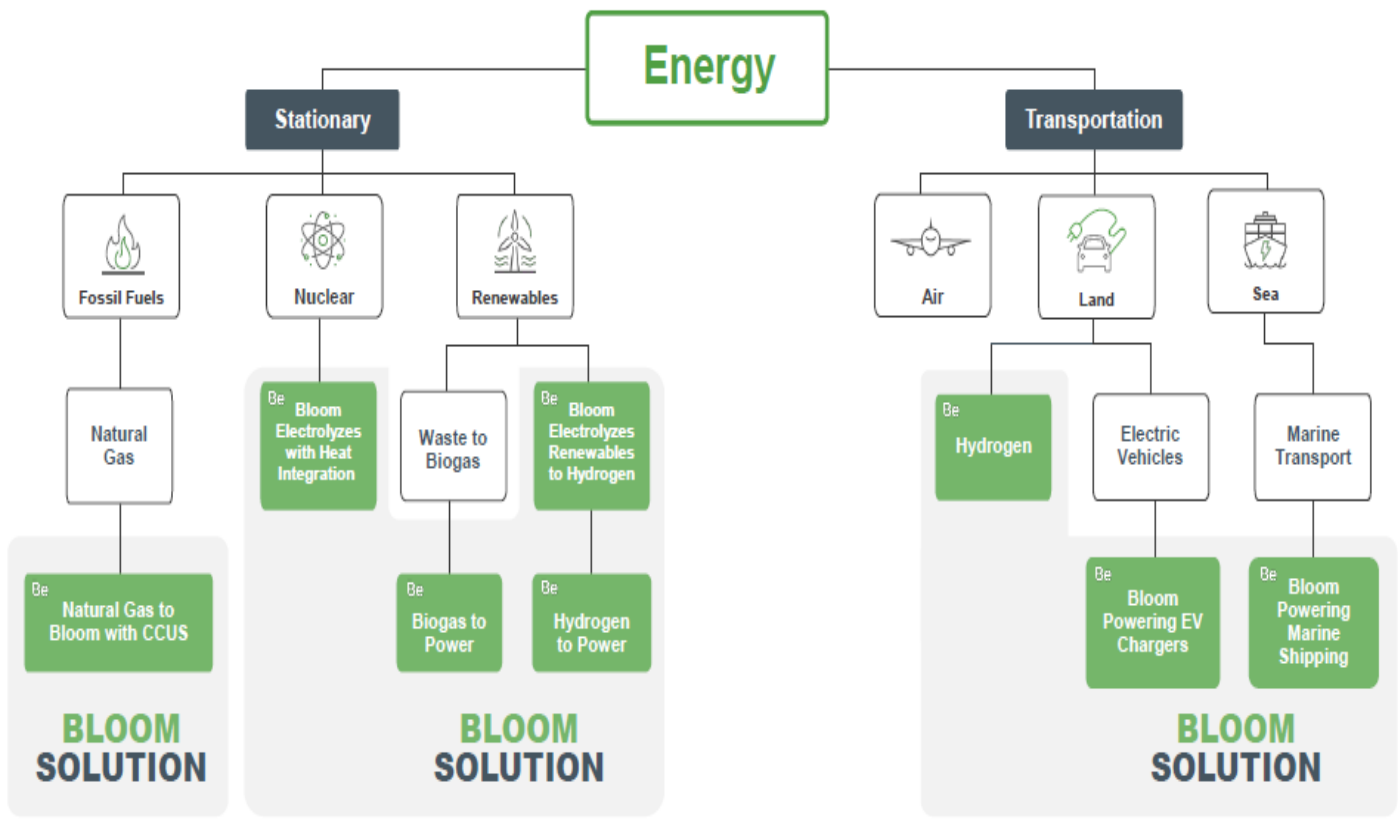 Energy
Stationary
Transportation
Fossil Fuels
Nuclear
Renewables
Air
Land
Sea
Natural
Gas
Be
Bloom
Electrolyzes
with Heat
Integration
Waste to
Biogas
Be
Bloom
Electrolyzes
Renewables
to Hydrogen
Be
Hydrogen
Electric
Vehicles
Marine
Transport
Be
Natural Gas to
Bloom with CCUS
Be
Biogas to
Power
Be
Hydrogen
to Power
Be
Bloom
Powering EV
Chargers
Be
Bloom
Powering
Marine
Shipping
BLOOM
SOLUTION
BLOOM
SOLUTION
BLOOM
SOLUTION